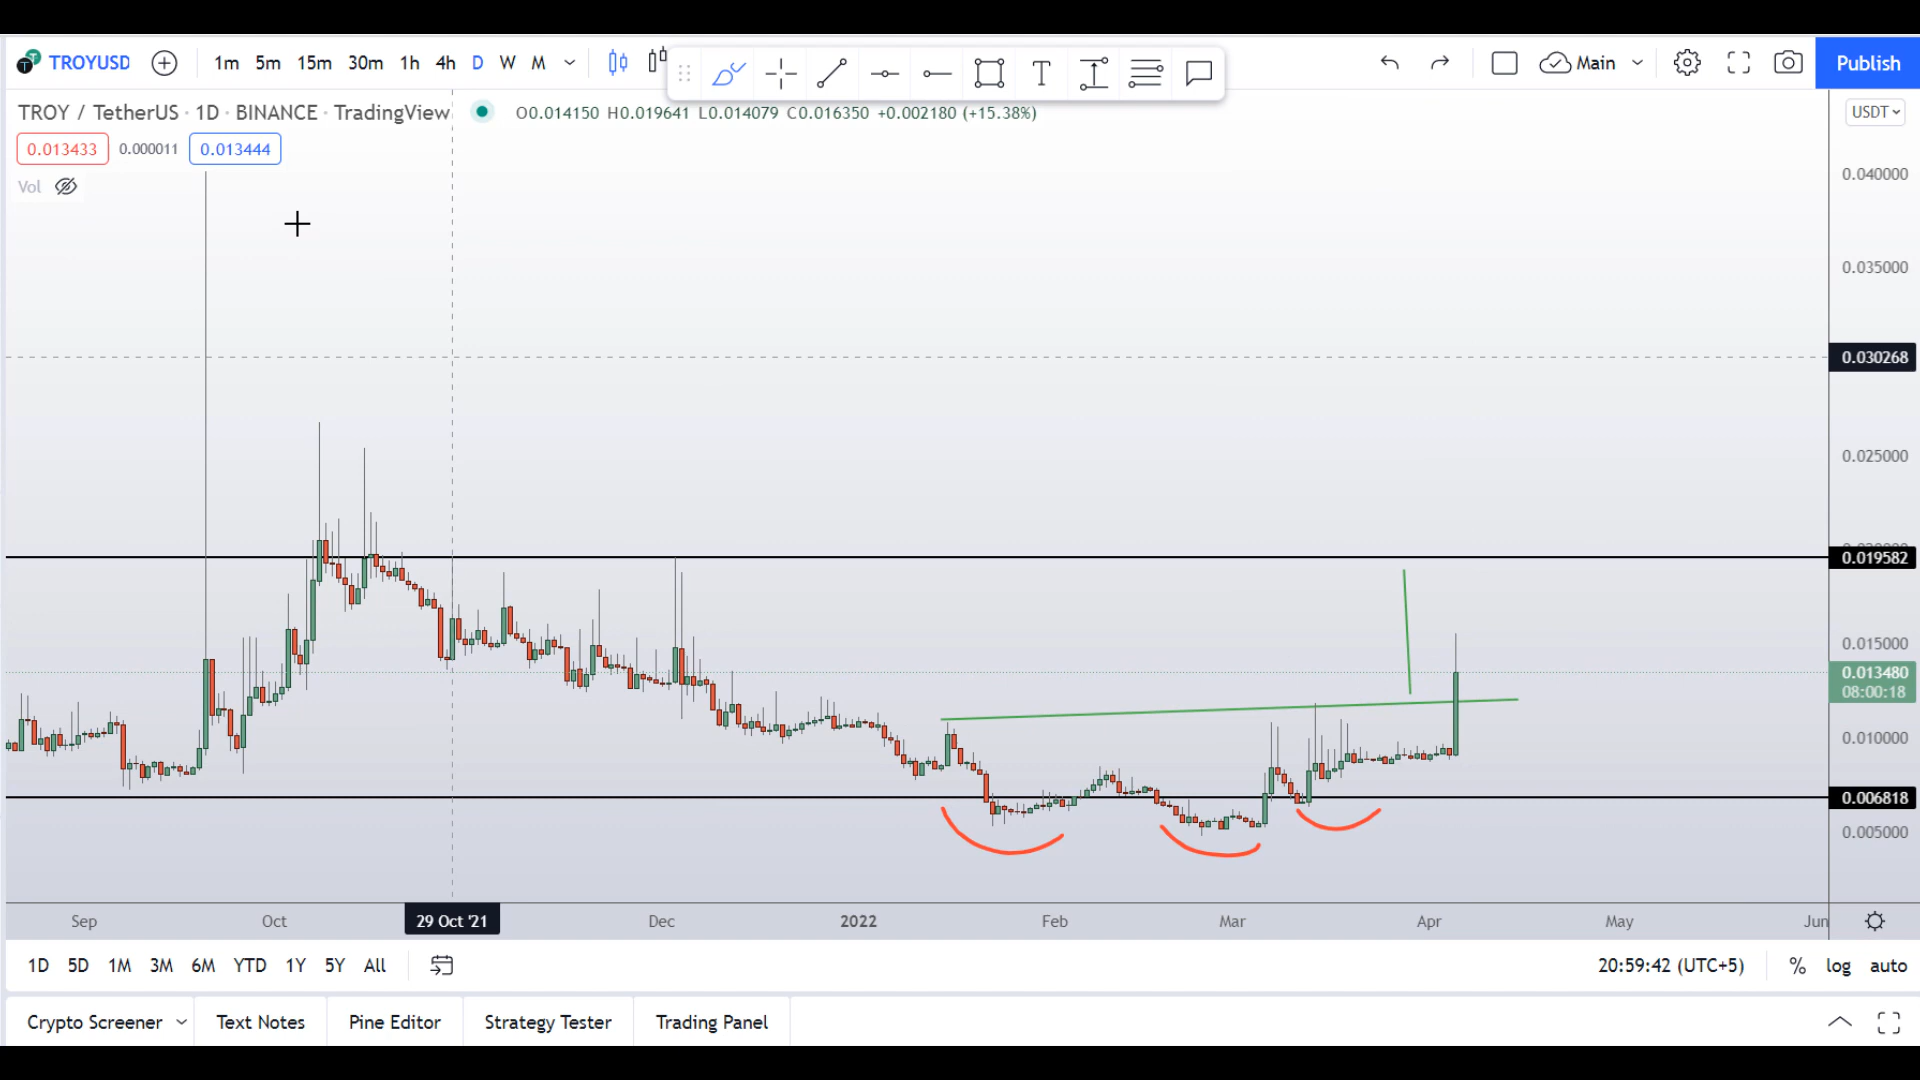 TROYUSD 1m 5m 15m 30m 1h 4h D W M T Main Publish
TROY / TetherUS · 1D · BINANCE · TradingView O0.014150 H0.019641 L0.014079 C0.016350 +0.002180 (+15.38%) USDT
0.013433 0.000011 0.013444
Vol
0.040000
0.035000
0.030268
0.025000
0.019582
0.015000
0.013480
08:00:18
0.010000
0.006818
0.005000
Sep Oct 29 Oct '21 Dec 2022 Feb Mar Apr May Jun
1D 5D 1M 3M 6M YTD 1Y 5Y All 20:59:42 (UTC+5) % log auto
Crypto Screener Text Notes Pine Editor Strategy Tester Trading Panel